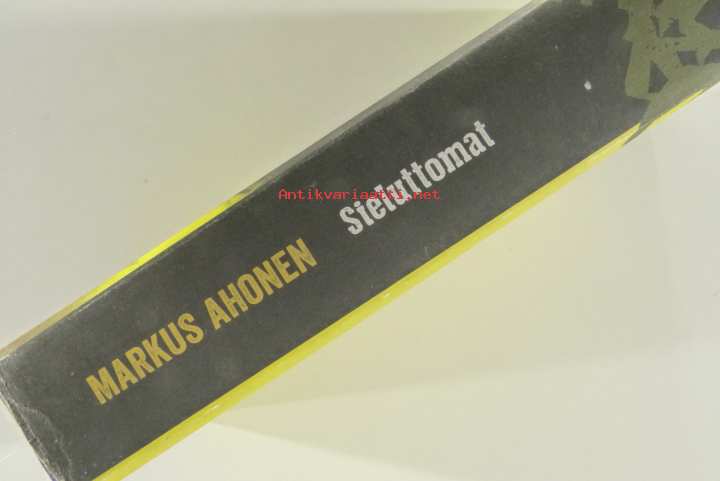 MARKUS AHONEN
Sieluttomat
Antikvariaatti.net